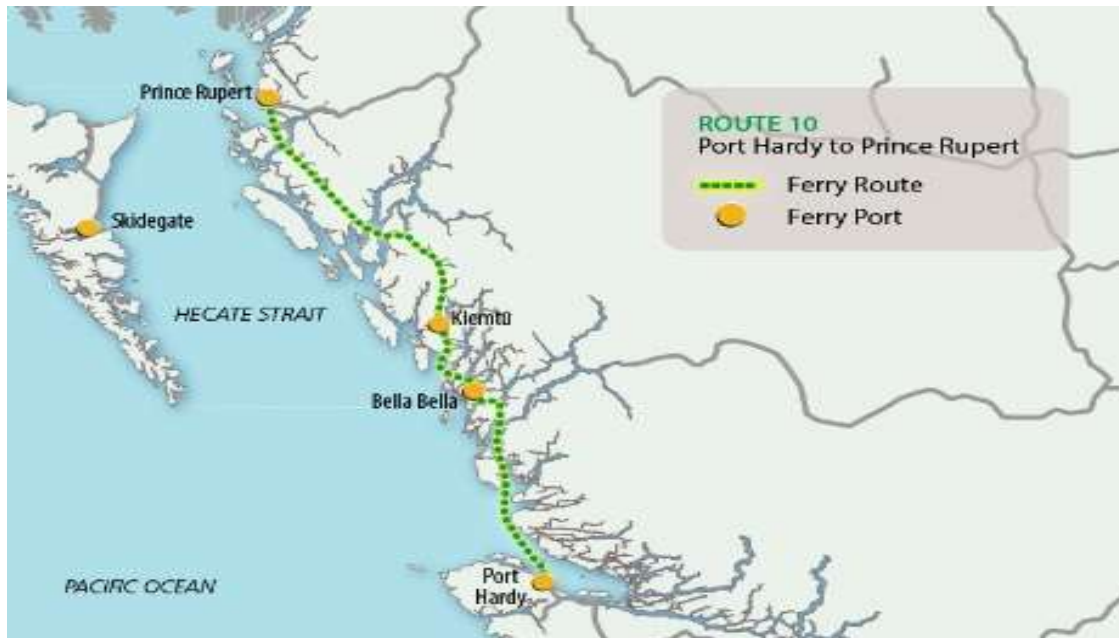 Prince Rupert
ROUTE 10
Port Hardy to Prince Rupert
Ferry Route
Ferry Port
Skidegate
HECATE STRAIT
Klemtu
Bella Bella
PACIFIC OCEAN
Port
Hardy